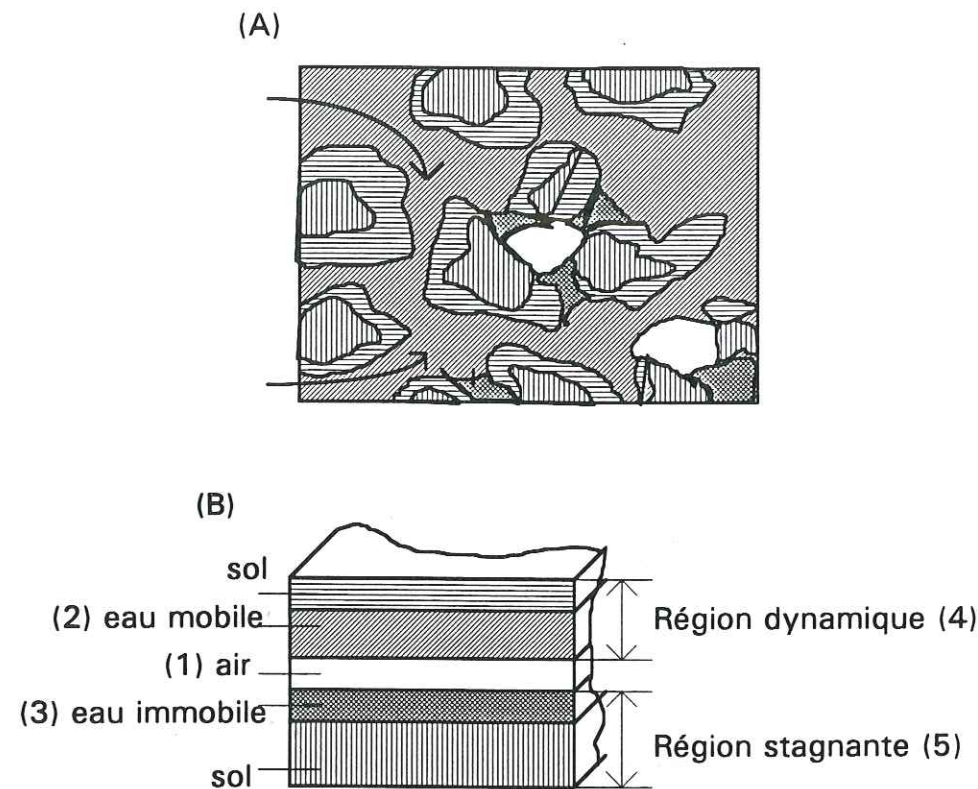 (A)
(B)
sol
(2) eau mobile
Région dynamique (4)
(1) air
(3) eau immobile
Région stagnante (5)
sol